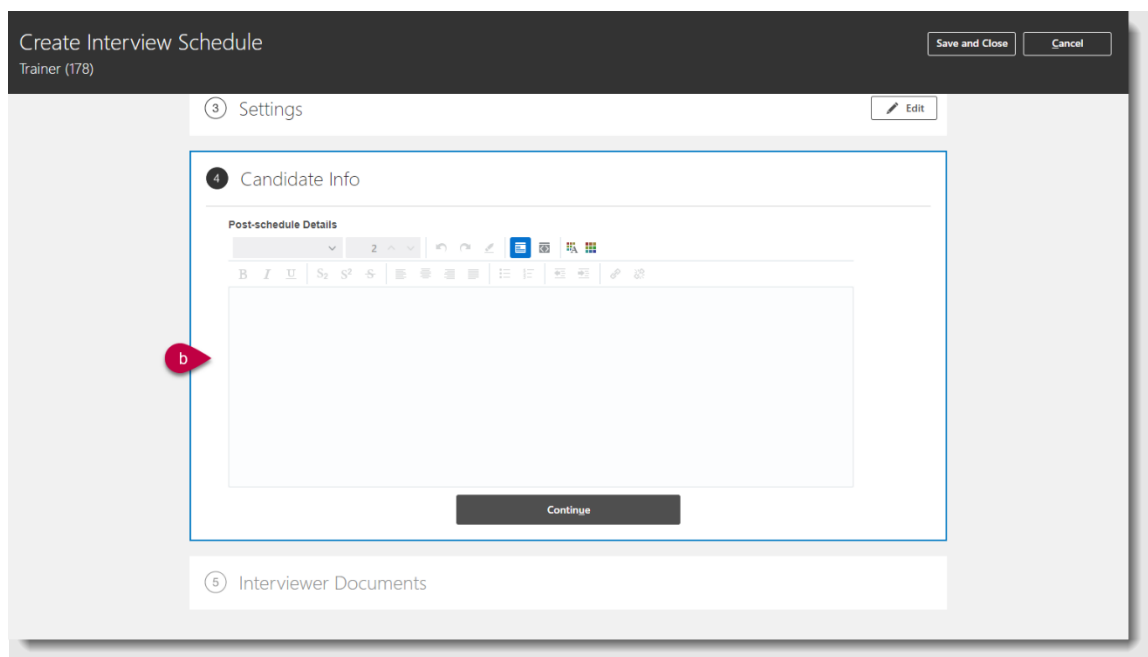 Create Interview Schedule
Save and Close
Cancel
Trainer (178)
3 Settings
Edit
4 Candidate Info
Post-schedule Details
2
B I U S2 S2 S
b
Continue
5 Interviewer Documents